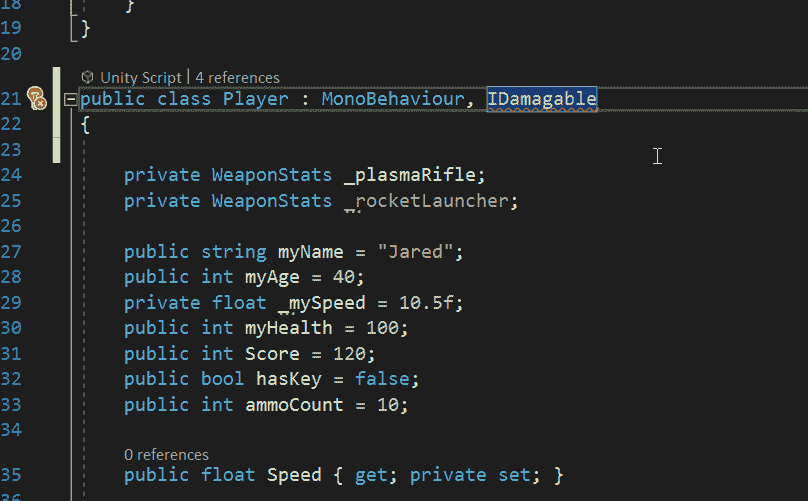 18 }
19 }
20
Unity Script | 4 references
21 public class Player : MonoBehaviour, IDamagable
22 {
23
24 private WeaponStats _plasmaRifle;
25 private WeaponStats _rocketLauncher;
26
27 public string myName = "Jared";
28 public int myAge = 40;
29 private float _mySpeed = 10.5f;
30 public int myHealth = 100;
31 public int Score = 120;
32 public bool hasKey = false;
33 public int ammoCount = 10;
34
0 references
35 public float Speed { get; private set; }
36